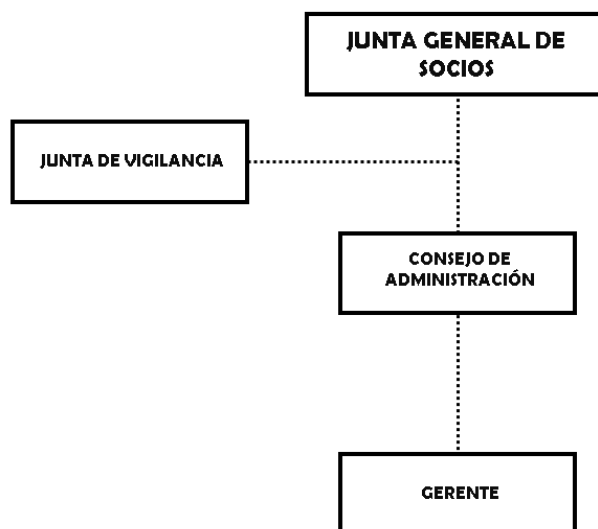 JUNTA GENERAL DE
SOCIOS
JUNTA DE VIGILANCIA
CONSEJO DE
ADMINISTRACIÓN
GERENTE